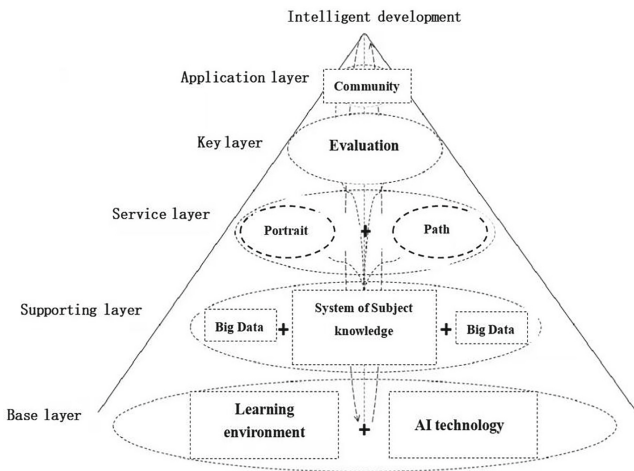 Intelligent development
Application layer
Community
Key layer
Evaluation
Service layer
Portrait
+
Path
Supporting layer
Big Data
+
System of Subject
knowledge
+
Big Data
Base layer
Learning
environment
+
AI technology